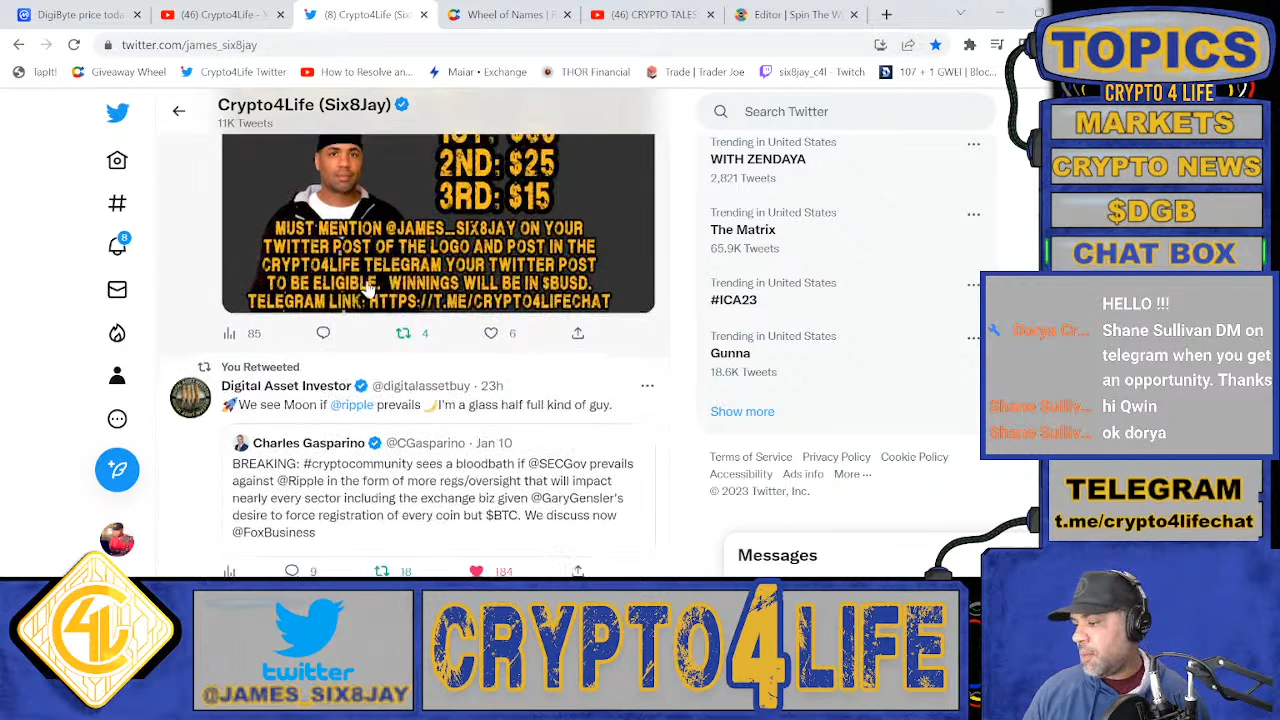 DigiByte price today
(46) Crypto4Life - Y
(8) Crypto4Life (Six
Wheel of Names | R
(46) CRYPTO TALES
Editor | Spin The W
twitter.com/james_six8jay
TapIt!
Giveaway Wheel
Crypto4Life Twitter
How to Resolve an...
Maiar • Exchange
THOR Financial
Trade | Trader Joe
six8jay_c4l - Twitch
107 + 1 GWEI | Bloc...
Crypto4Life (Six8Jay)
11K Tweets
2ND: $25
3RD: $15
MUST MENTION @JAMES_SIX8JAY ON YOUR
TWITTER POST OF THE LOGO AND POST IN THE
CRYPTO4LIFE TELEGRAM YOUR TWITTER POST
TO BE ELIGIBLE. WINNINGS WILL BE IN $BUSD.
TELEGRAM LINK: HTTPS://T.ME/CRYPTO4LIFECHAT
85
4
6
8
You Retweeted
Digital Asset Investor @digitalassetbuy · 23h
🚀We see Moon if @ripple prevails 🌙I'm a glass half full kind of guy.
Charles Gasparino @CGasparino · Jan 10
BREAKING: #cryptocommunity sees a bloodbath if @SECGov prevails
against @Ripple in the form of more regs/oversight that will impact
nearly every sector including the exchange biz given @GaryGensler's
desire to force registration of every coin but $BTC. We discuss now
@FoxBusiness
9
18
184
Search Twitter
Trending in United States
WITH ZENDAYA
2,821 Tweets
Trending in United States
The Matrix
65.9K Tweets
Trending in United States
#ICA23
Trending in United States
Gunna
18.6K Tweets
Show more
Terms of Service Privacy Policy Cookie Policy
Accessibility Ads info More ···
© 2023 Twitter, Inc.
Messages
TOPICS
CRYPTO 4 LIFE
MARKETS
CRYPTO NEWS
$DGB
CHAT BOX
HELLO !!!
Dorya Cr... Shane Sullivan DM on
telegram when you get
an opportunity. Thanks
Shane Sulliv... hi Qwin
Shane Sulliv... ok dorya
TELEGRAM
t.me/crypto4lifechat
C4L
twitter
@JAMES_SIX8JAY
CRYPTO4LIFE